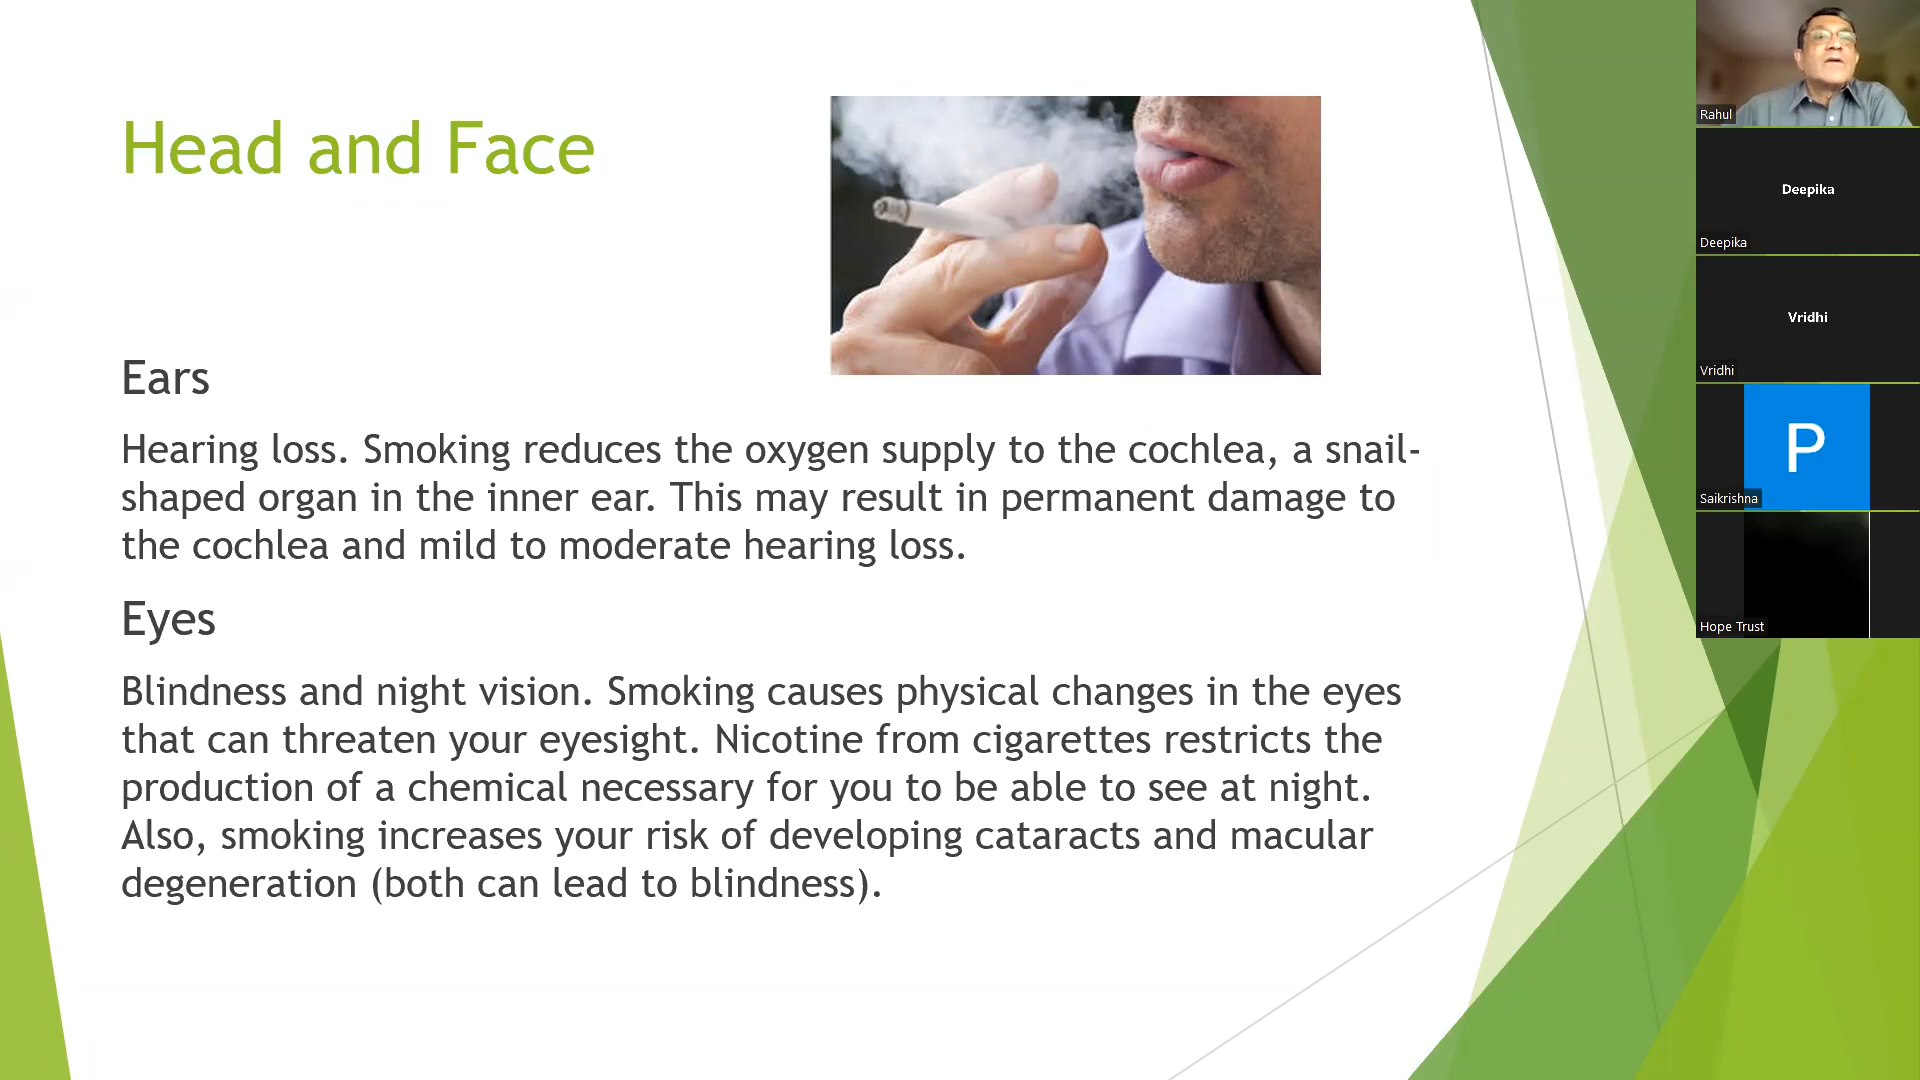 Head and Face
Ears
Hearing loss. Smoking reduces the oxygen supply to the cochlea, a snail-
shaped organ in the inner ear. This may result in permanent damage to
the cochlea and mild to moderate hearing loss.
Eyes
Blindness and night vision. Smoking causes physical changes in the eyes
that can threaten your eyesight. Nicotine from cigarettes restricts the
production of a chemical necessary for you to be able to see at night.
Also, smoking increases your risk of developing cataracts and macular
degeneration (both can lead to blindness).
Rahul
Deepika
Deepika
Vridhi
Vridhi
P
Saikrishna
Hope Trust